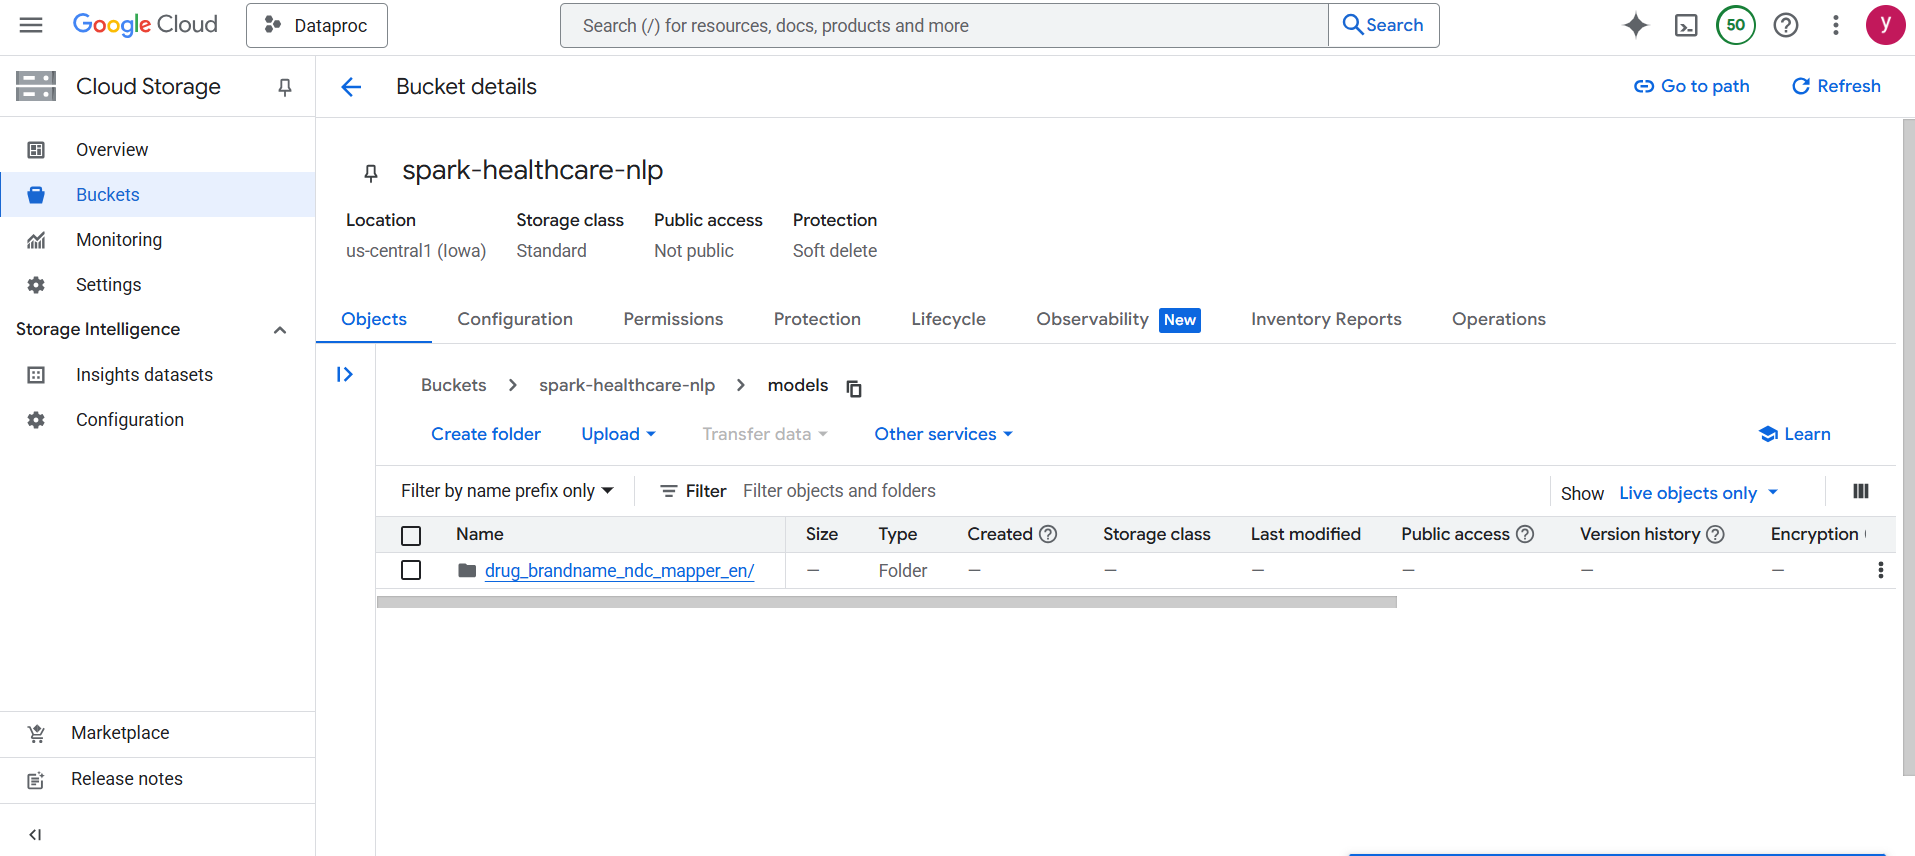 Google Cloud
Dataproc
Search (/) for resources, docs, products and more
Search
50
y
Cloud Storage
Bucket details
Go to path
Refresh
Overview
Buckets
Monitoring
Settings
Storage Intelligence
Insights datasets
Configuration
Marketplace
Release notes
spark-healthcare-nlp
Location
Storage class
Public access
Protection
us-central1 (Iowa)
Standard
Not public
Soft delete
Objects
Configuration
Permissions
Protection
Lifecycle
Observability New
Inventory Reports
Operations
Buckets > spark-healthcare-nlp > models
Create folder
Upload
Transfer data
Other services
Learn
Filter by name prefix only
Filter
Filter objects and folders
Show Live objects only
Name
Size
Type
Created
Storage class
Last modified
Public access
Version history
Encryption
drug_brandname_ndc_mapper_en/
—
Folder
—
—
—
—
—
—